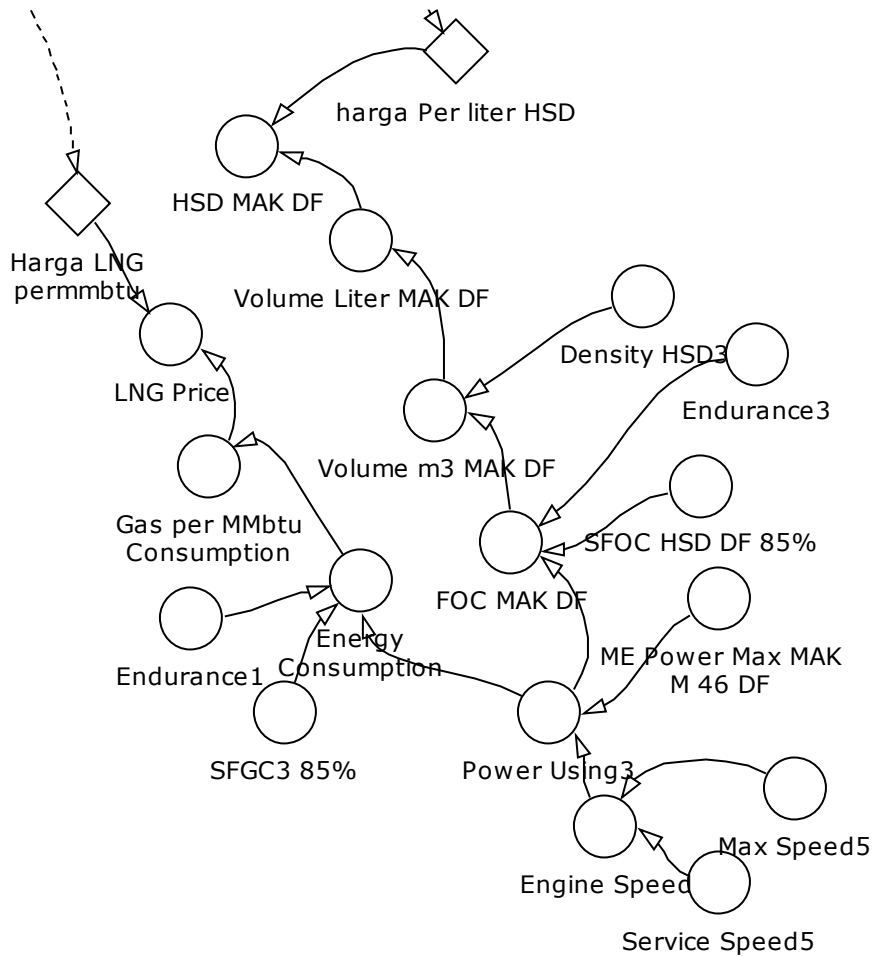 harga Per liter HSD
HSD MAK DF
Harga LNG
permmbtu
Volume Liter MAK DF
Density HSD3
LNG Price
Endurance3
Volume m3 MAK DF
Gas per MMbtu
Consumption
SFOC HSD DF 85%
FOC MAK DF
Energy
Consumption
ME Power Max MAK
M 46 DF
Endurance1
SFGC3 85%
Power Using3
Max Speed5
Engine Speed
Service Speed5